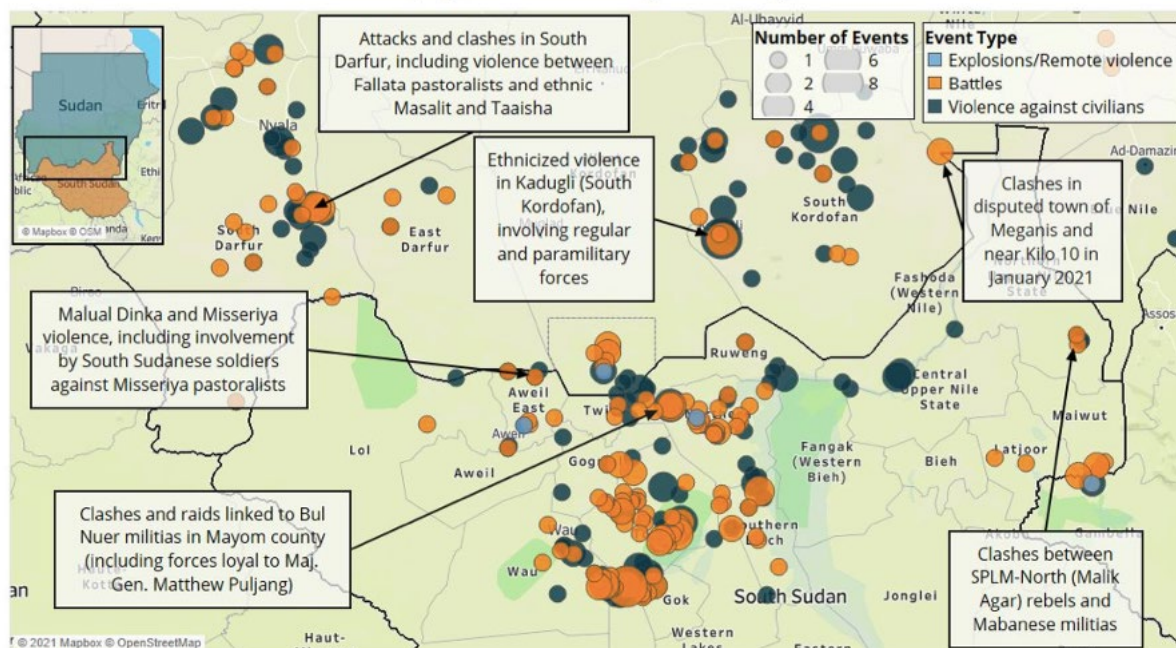 Al-Ubayyid
Number of Events
1
6
2
8
4
Event Type
Explosions/Remote violence
Battles
Violence against civilians
Attacks and clashes in South
Darfur, including violence between
Fallata pastoralists and ethnic
Masalit and Taaisha
Sudan
South Sudan
© Mapbox © OSM
Nyala
Ethnicized violence
in Kadugli (South
Kordofan),
involving regular
and paramilitary
forces
South
Kordofan
Ad-Damazin
Clashes in
disputed town of
Meganis and
near Kilo 10 in
January 2021
South
Darfur
East
Darfur
Fashoda
(Western
Nile)
Malual Dinka and Misseriya
violence, including involvement
by South Sudanese soldiers
against Misseriya pastoralists
Ruweng
Central
Upper Nile
State
Aweil
East
Maiwut
Lol
Aweil
Fangak
(Western
Bieh)
Bieh
Latjoor
Clashes and raids linked to Bul
Nuer militias in Mayom county
(including forces loyal to Maj.
Gen. Matthew Puljang)
Wau
Wau
Southern
Liech
Gok
South Sudan
Jonglei
Clashes between
SPLM-North (Malik
Agar) rebels and
Mabanese militias
Western
Lakes
© 2021 Mapbox © OpenStreetMap